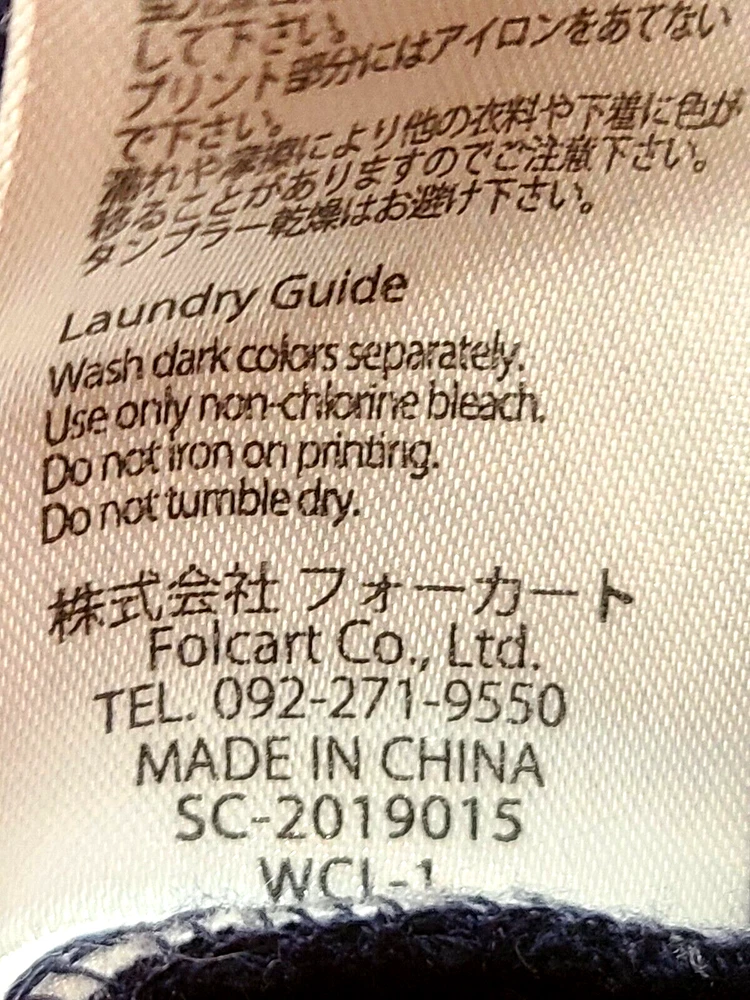 して下さい。
プリント部分にはアイロンをあてない
で下さい。
濡れや摩擦により他の衣料や下着に色が
移ることがありますのでご注意下さい。
タンブラー乾燥はお避け下さい。
Laundry Guide
Wash dark colors separately.
Use only non-chlorine bleach.
Do not iron on printing.
Do not tumble dry.
株式会社 フォーカート
Folcart Co., Ltd.
TEL. 092-271-9550
MADE IN CHINA
SC-2019015
WCL-1